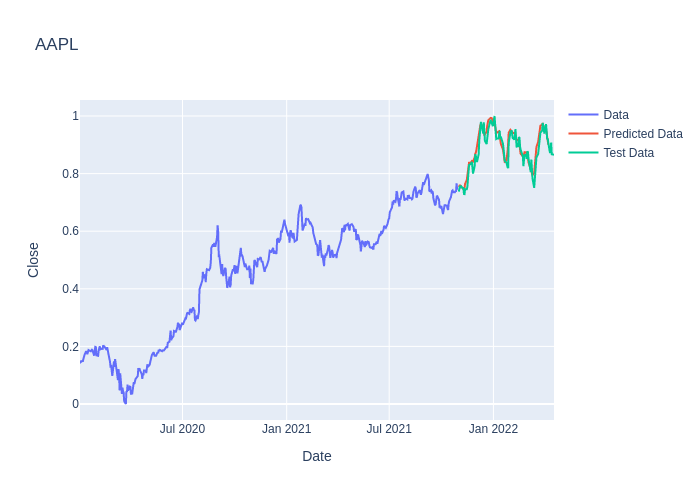 AAPL
Data
Predicted Data
Test Data
Close
1
0.8
0.6
0.4
0.2
0
Jul 2020
Jan 2021
Jul 2021
Jan 2022
Date